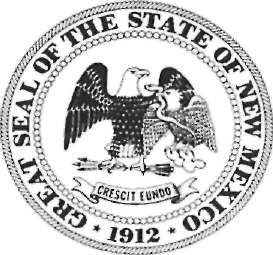 GREAT SEAL OF THE STATE OF NEW MEXICO
CRESCIT EUNDO
* 1912 *